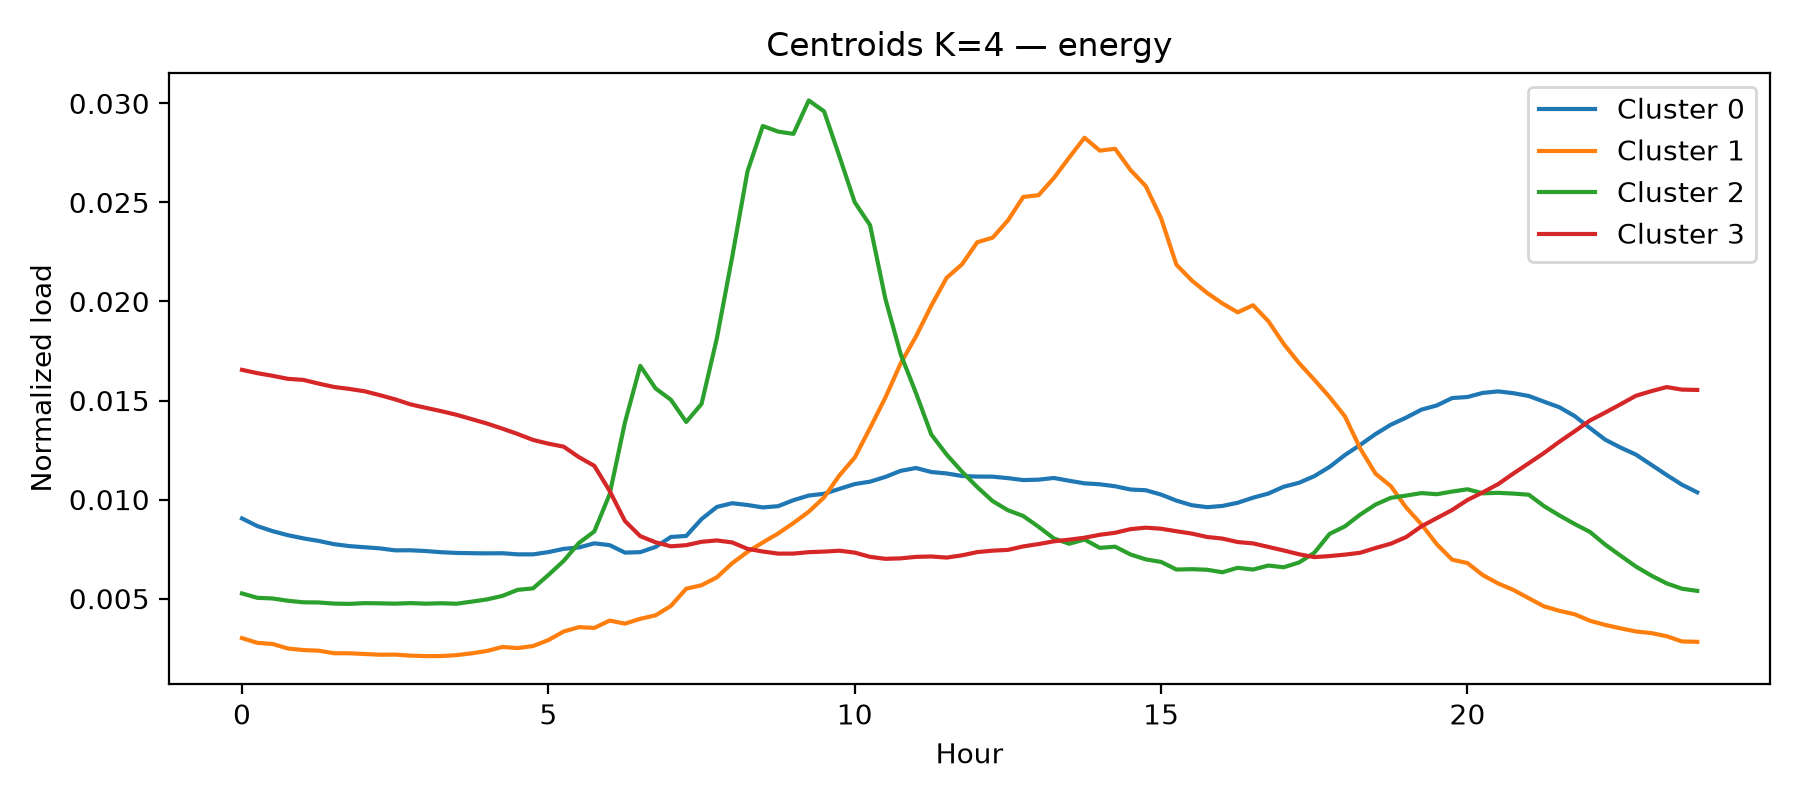 Centroids K=4 — energy
Cluster 0
Cluster 1
Cluster 2
Cluster 3
Normalized load
0.030
0.025
0.020
0.015
0.010
0.005
0 5 10 15 20
Hour